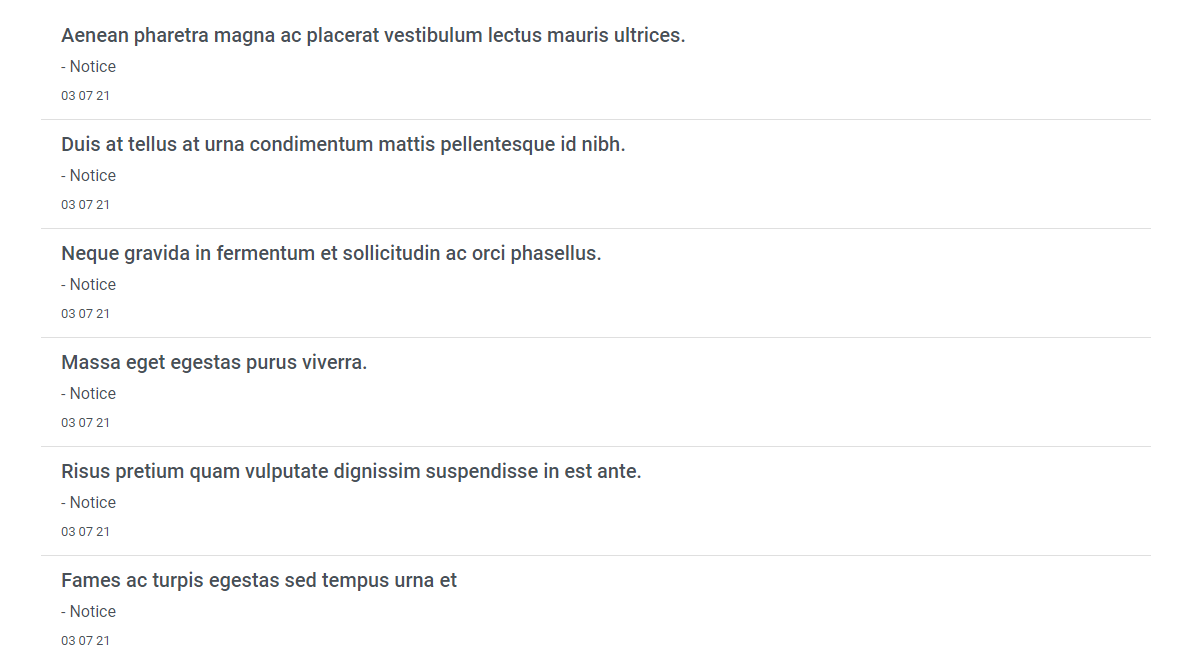 Aenean pharetra magna ac placerat vestibulum lectus mauris ultrices.
- Notice
03 07 21
Duis at tellus at urna condimentum mattis pellentesque id nibh.
- Notice
03 07 21
Neque gravida in fermentum et sollicitudin ac orci phasellus.
- Notice
03 07 21
Massa eget egestas purus viverra.
- Notice
03 07 21
Risus pretium quam vulputate dignissim suspendisse in est ante.
- Notice
03 07 21
Fames ac turpis egestas sed tempus urna et
- Notice
03 07 21